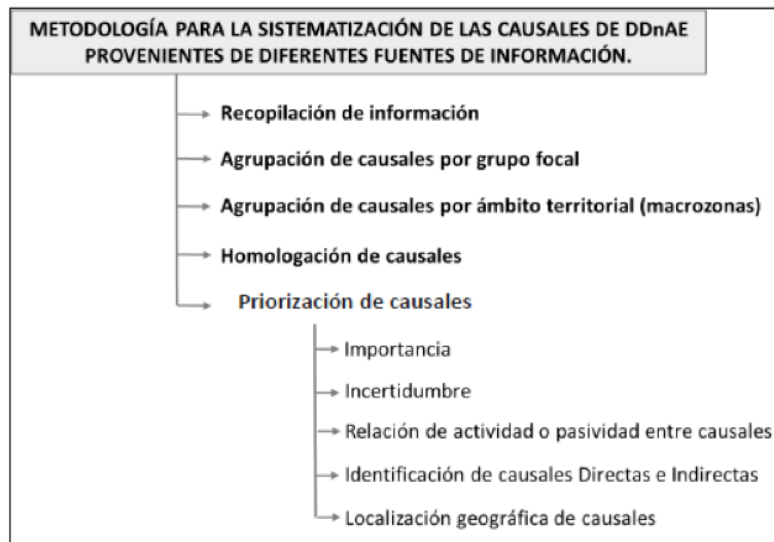 METODOLOGÍA PARA LA SISTEMATIZACIÓN DE LAS CAUSALES DE DDnAE
PROVENIENTES DE DIFERENTES FUENTES DE INFORMACIÓN.
Recopilación de información
Agrupación de causales por grupo focal
Agrupación de causales por ámbito territorial (macrozonas)
Homologación de causales
Priorización de causales
Importancia
Incertidumbre
Relación de actividad o pasividad entre causales
Identificación de causales Directas e Indirectas
Localización geográfica de causales